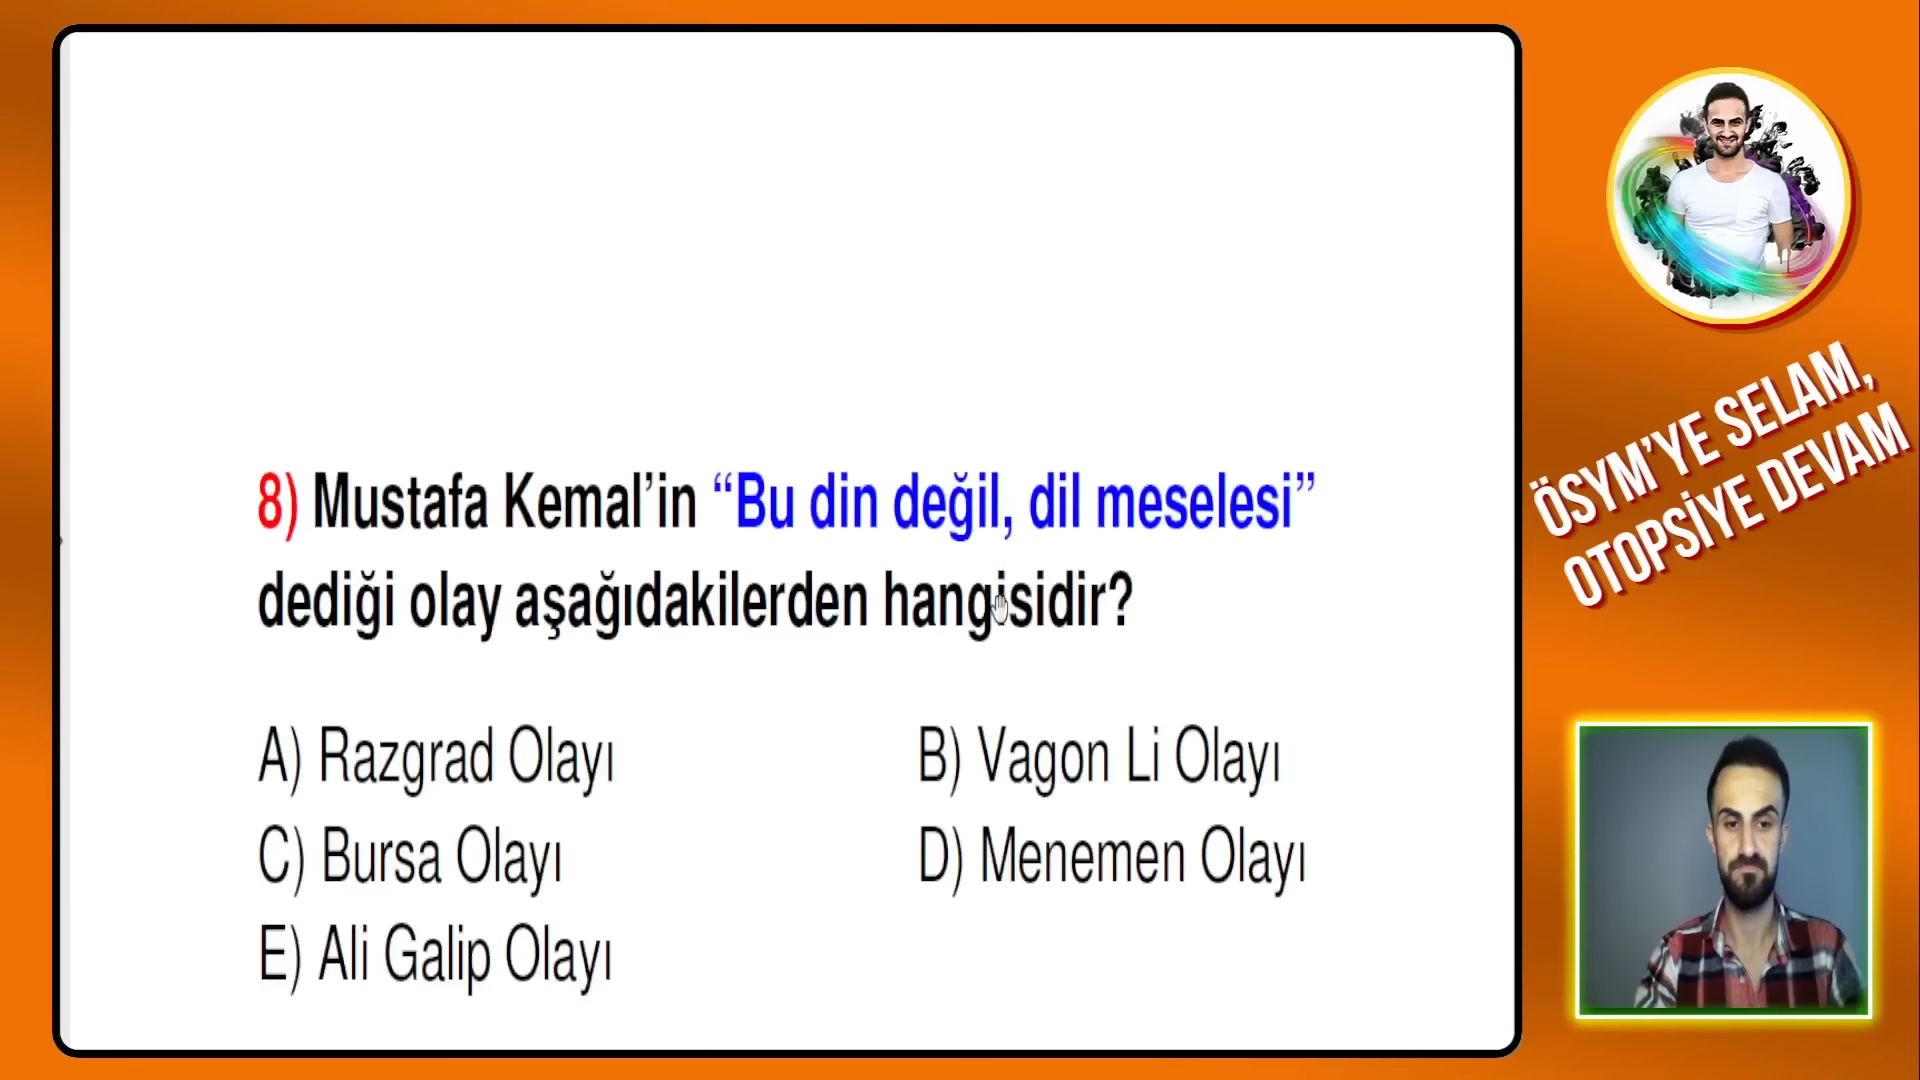 8) Mustafa Kemal’in “Bu din değil, dil meselesi”
dediği olay aşağıdakilerden hangisidir?
A) Razgrad Olayı
B) Vagon Li Olayı
C) Bursa Olayı
D) Menemen Olayı
E) Ali Galip Olayı
ÖSYM’YE SELAM,
OTOPSİYE DEVAM